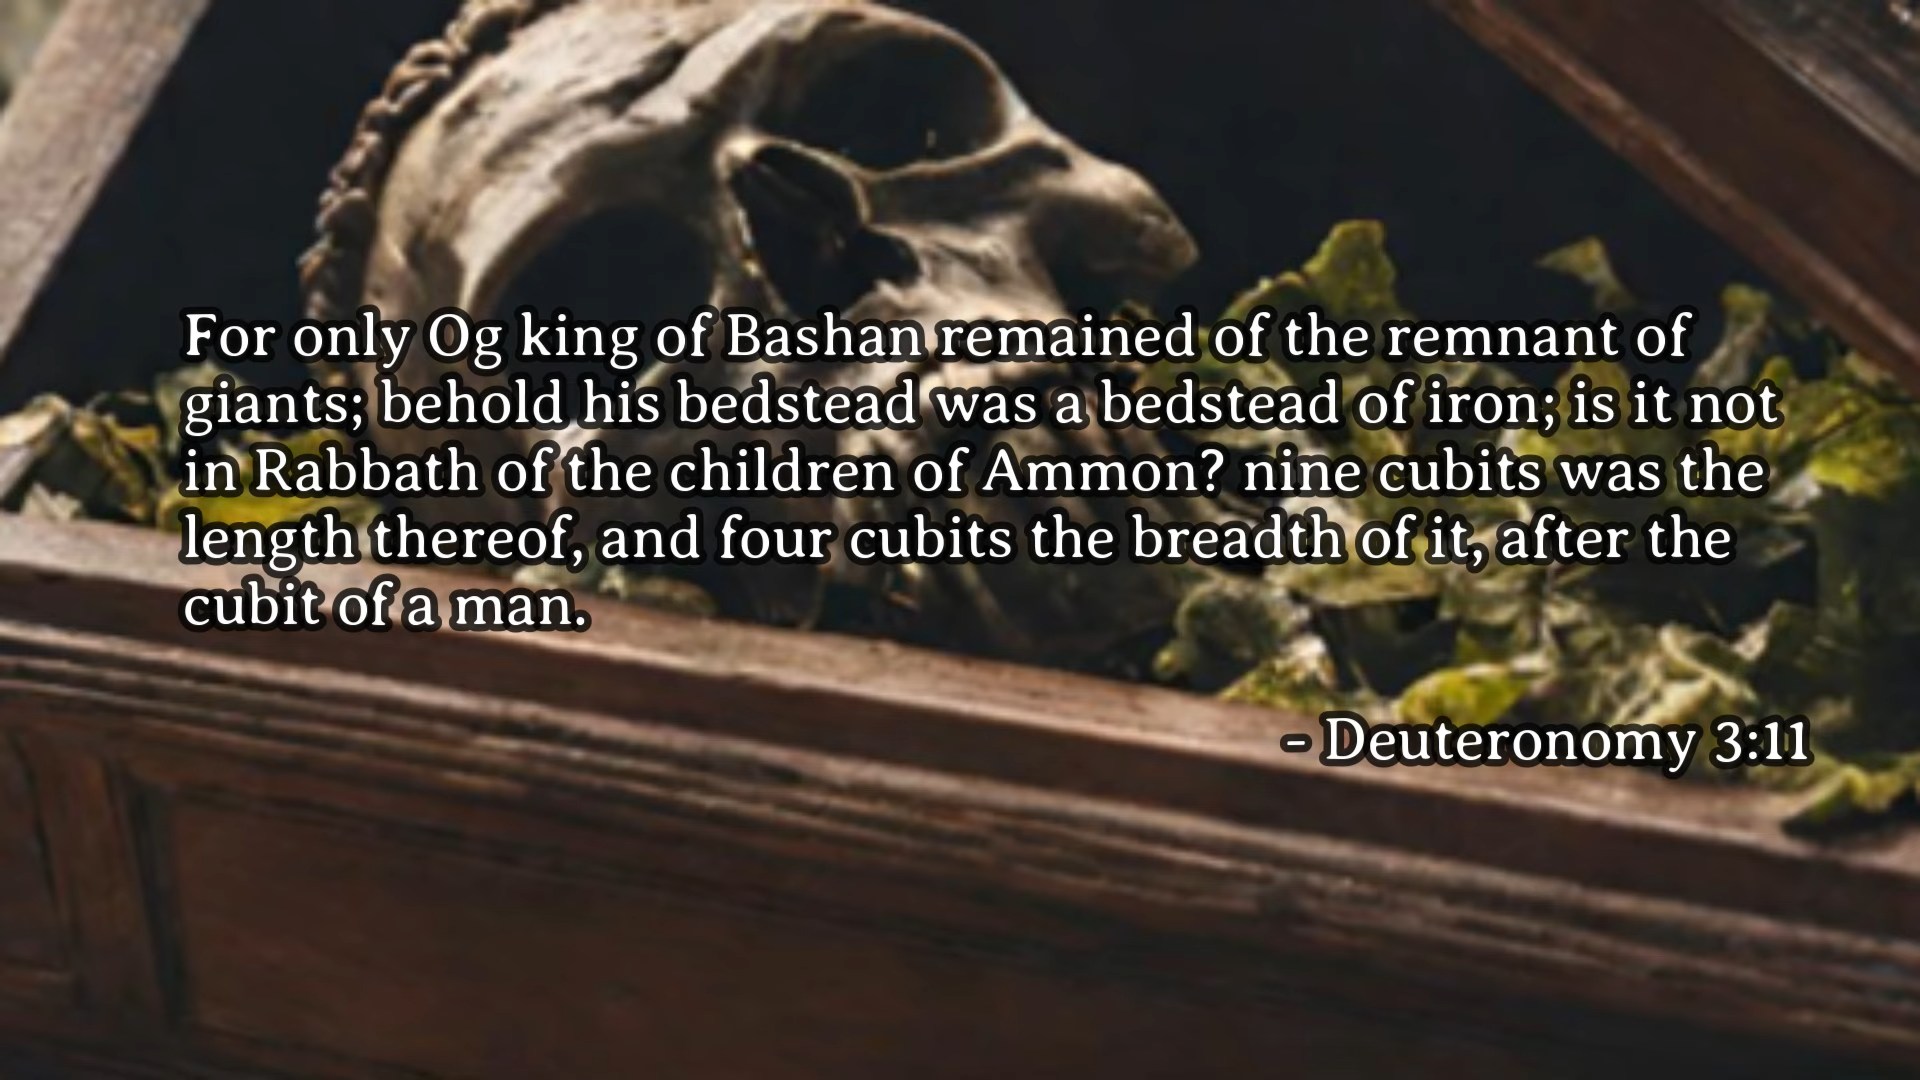 For only Og king of Bashan remained of the remnant of
giants; behold his bedstead was a bedstead of iron; is it not
in Rabbath of the children of Ammon? nine cubits was the
length thereof, and four cubits the breadth of it, after the
cubit of a man.
- Deuteronomy 3:11